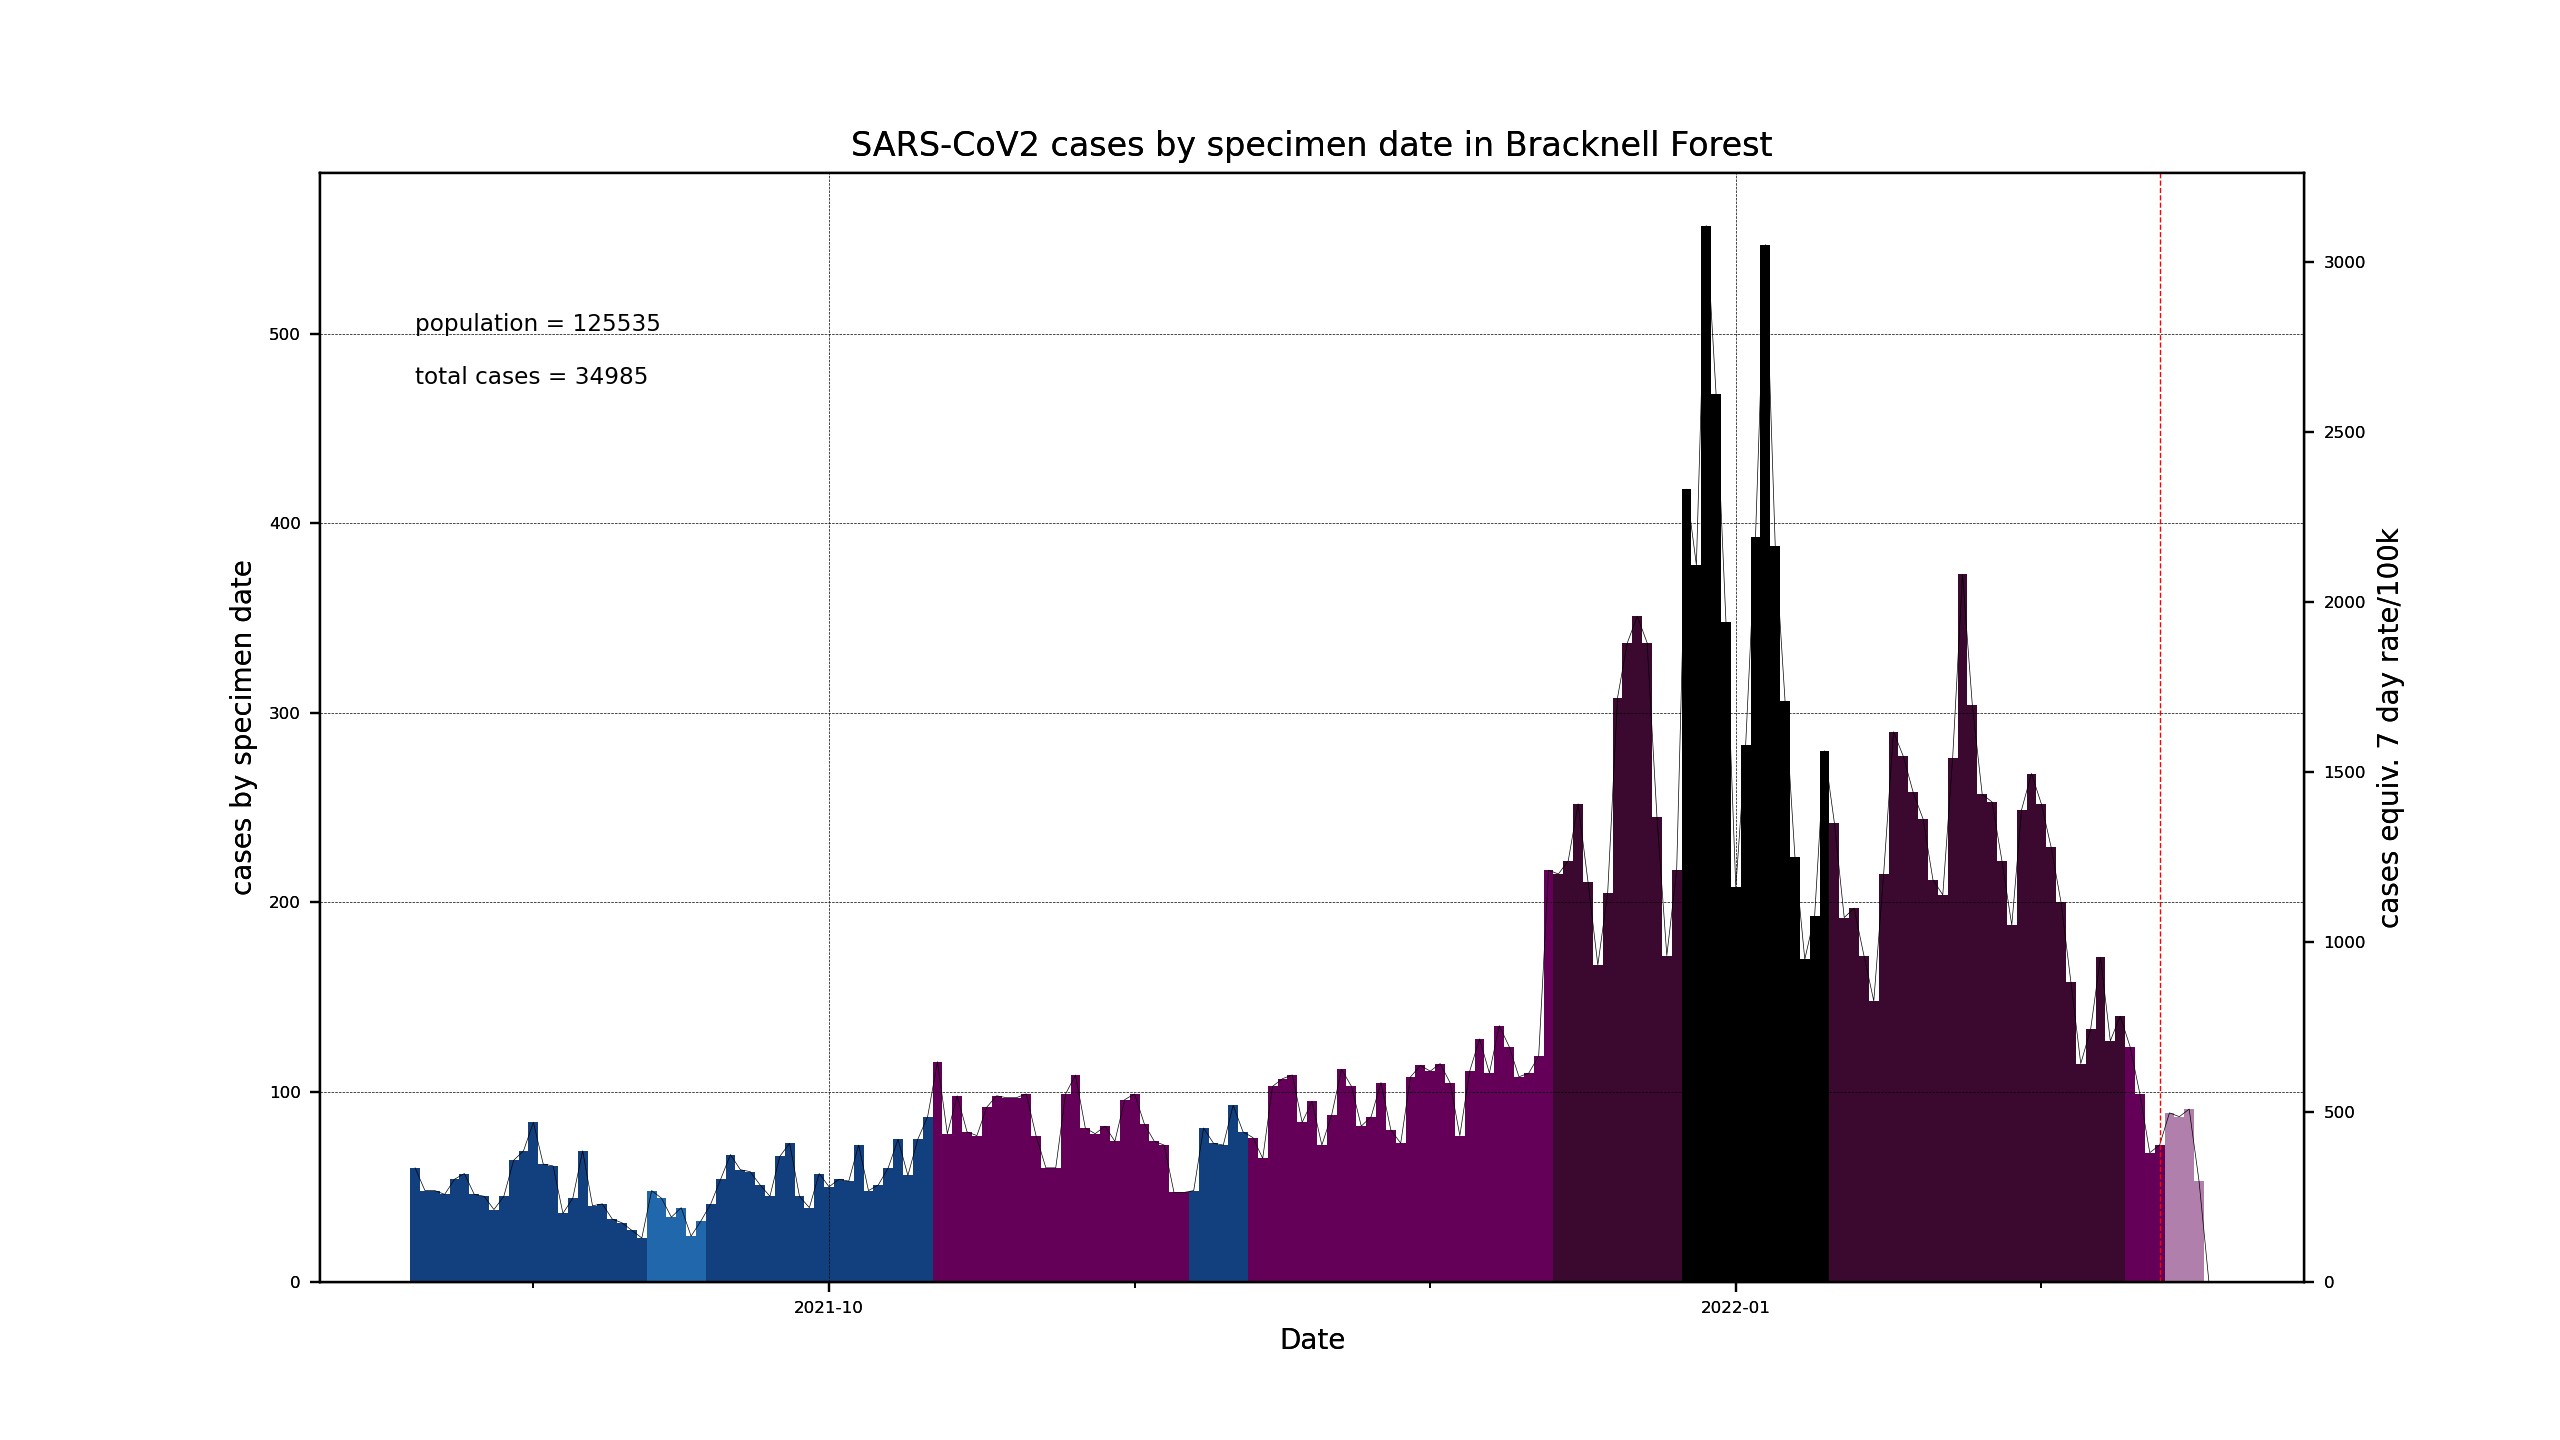 SARS-CoV2 cases by specimen date in Bracknell Forest
population = 125535
total cases = 34985
cases by specimen date
500
400
300
200
100
0
3000
2500
2000
1500
1000
500
0
cases equiv. 7 day rate/100k
2021-10
2022-01
Date